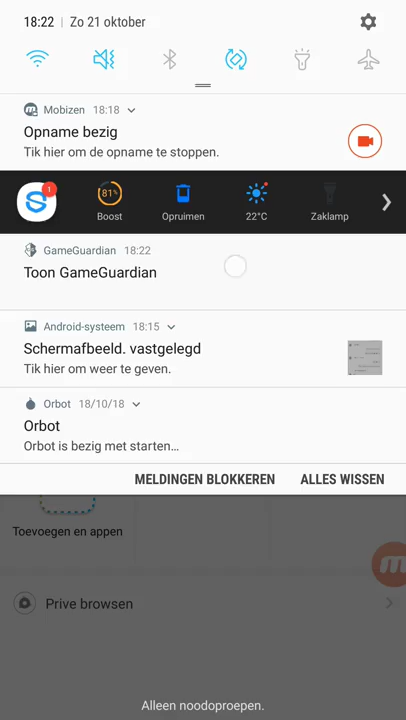 18:22 | Zo 21 oktober
Mobizen 18:18
Opname bezig
Tik hier om de opname te stoppen.
1
81%
Boost
Opruimen
22°C
Zaklamp
GameGuardian 18:22
Toon GameGuardian
Android-systeem 18:15
Schermafbeeld. vastgelegd
Tik hier om weer te geven.
Orbot 18/10/18
Orbot
Orbot is bezig met starten...
MELDINGEN BLOKKEREN ALLES WISSEN
Toevoegen en appen
Prive browsen
Alleen noodoproepen.